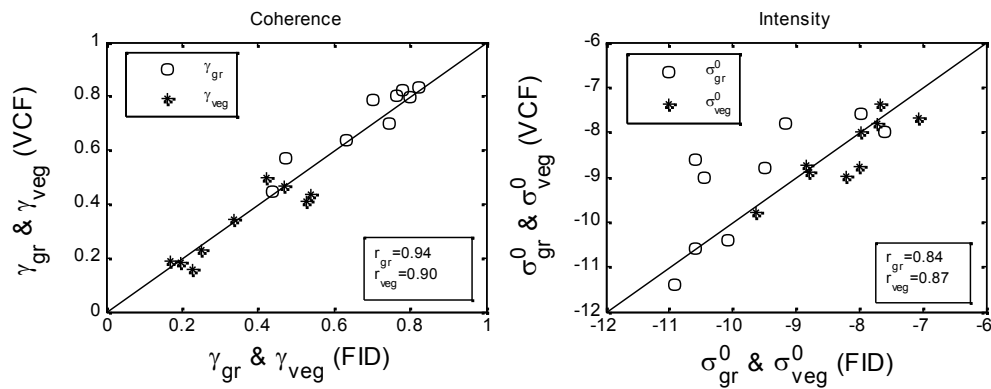 Coherence
1
0.8
0.6
0.4
0.2
0
0
0.2
0.4
0.6
0.8
1
γgr
γveg
rgr=0.94
rveg=0.90
γgr & γveg (VCF)
γgr & γveg (FID)
Intensity
-6
-7
-8
-9
-10
-11
-12
-12
-11
-10
-9
-8
-7
-6
σ0gr
σ0veg
rgr=0.84
rveg=0.87
σ0gr & σ0veg (VCF)
σ0gr & σ0veg (FID)